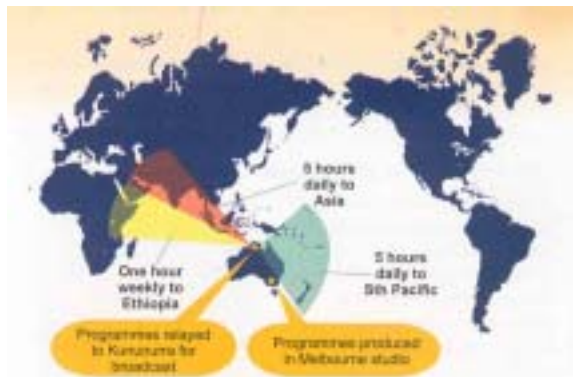 6 hours
daily to
Asia
5 hours
daily to
Sth Pacific
One hour
weekly to
Ethiopia
Programmes relayed
to Kununurra for
broadcast
Programmes produced
in Melbourne studio